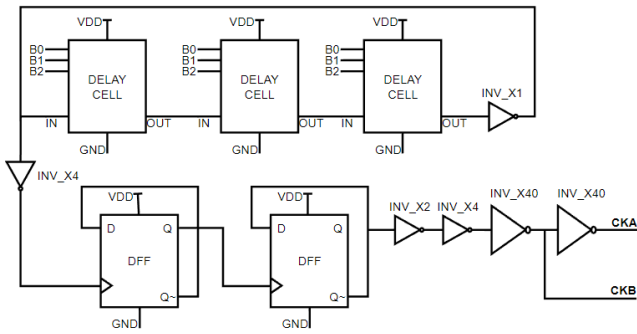 VDD VDD VDD
B0 B0 B0
B1 B1 B1
B2 B2 B2
DELAY CELL
DELAY CELL
DELAY CELL
INV_X1
IN OUT IN OUT IN OUT
GND GND GND
INV_X4
VDD VDD
D Q D Q
DFF DFF
Q~ Q~
GND GND
INV_X2 INV_X4 INV_X40 INV_X40
CKA
CKB